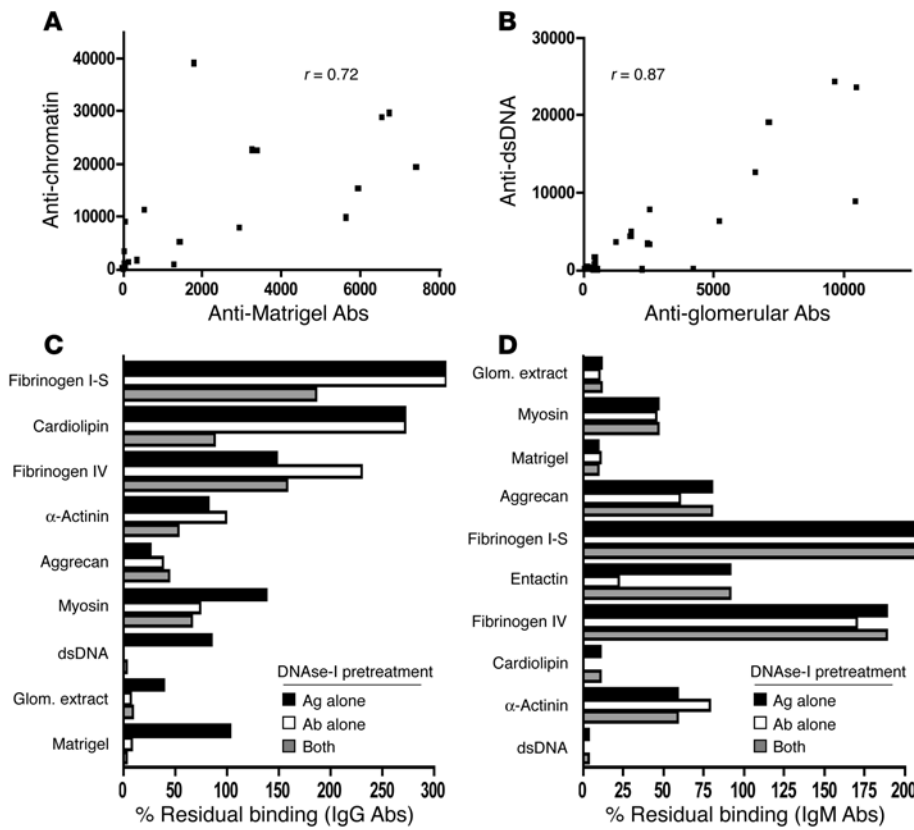 A
40000
30000
20000
10000
0
Anti-chromatin
r = 0.72
0
2000
4000
6000
8000
Anti-Matrigel Abs
B
30000
20000
10000
0
Anti-dsDNA
r = 0.87
0
5000
10000
Anti-glomerular Abs
C
Fibrinogen I-S
Cardiolipin
Fibrinogen IV
α-Actinin
Aggrecan
Myosin
dsDNA
Glom. extract
Matrigel
DNAse-I pretreatment
Ag alone
Ab alone
Both
0 50 100 150 200 250 300
% Residual binding (IgG Abs)
D
Glom. extract
Myosin
Matrigel
Aggrecan
Fibrinogen I-S
Entactin
Fibrinogen IV
Cardiolipin
α-Actinin
dsDNA
DNAse-I pretreatment
Ag alone
Ab alone
Both
0 25 50 75 100 125 150 175 200
% Residual binding (IgM Abs)